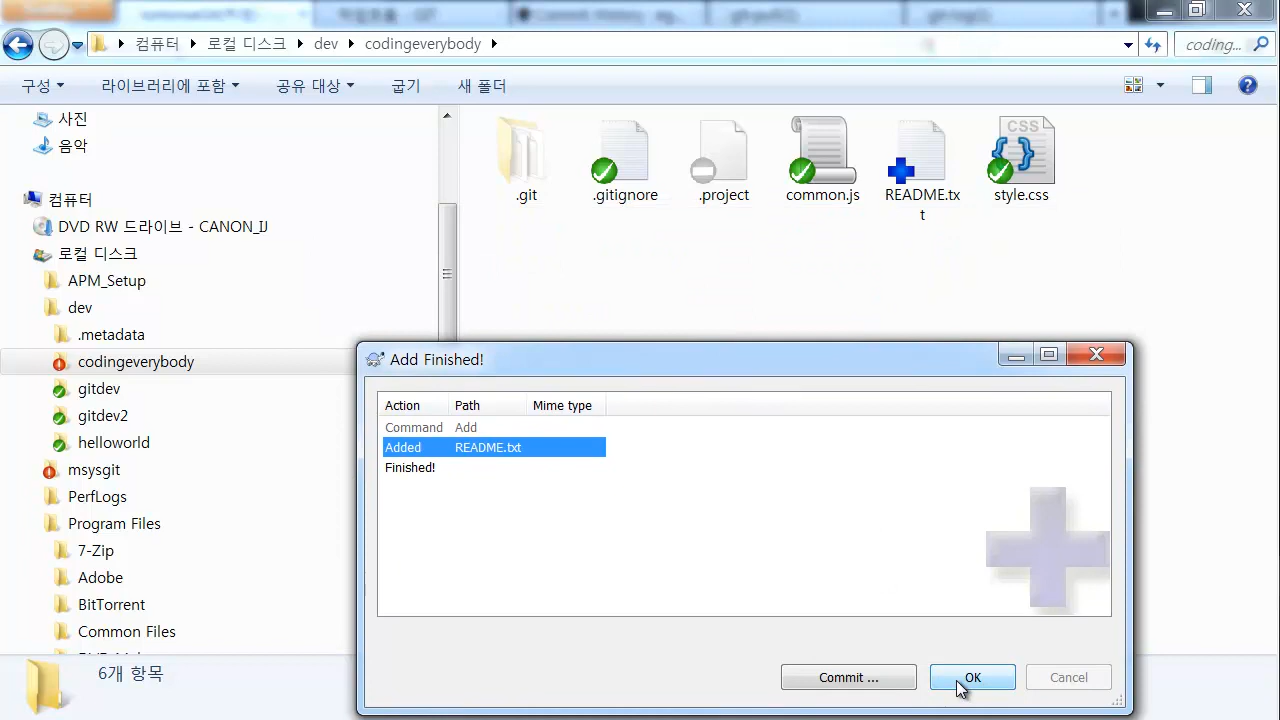 컴퓨터 로컬 디스크 dev codingeverybody
coding...
구성 라이브러리에 포함 공유 대상 굽기 새 폴더
사진
음악
컴퓨터
DVD RW 드라이브 - CANON_IJ
로컬 디스크
APM_Setup
dev
.metadata
codingeverybody
gitdev
gitdev2
helloworld
msysgit
PerfLogs
Program Files
7-Zip
Adobe
BitTorrent
Common Files
6개 항목
CSS
.git .gitignore .project common.js README.tx style.css
t
Add Finished!
Action Path Mime type
Command Add
Added README.txt
Finished!
Commit ... OK Cancel